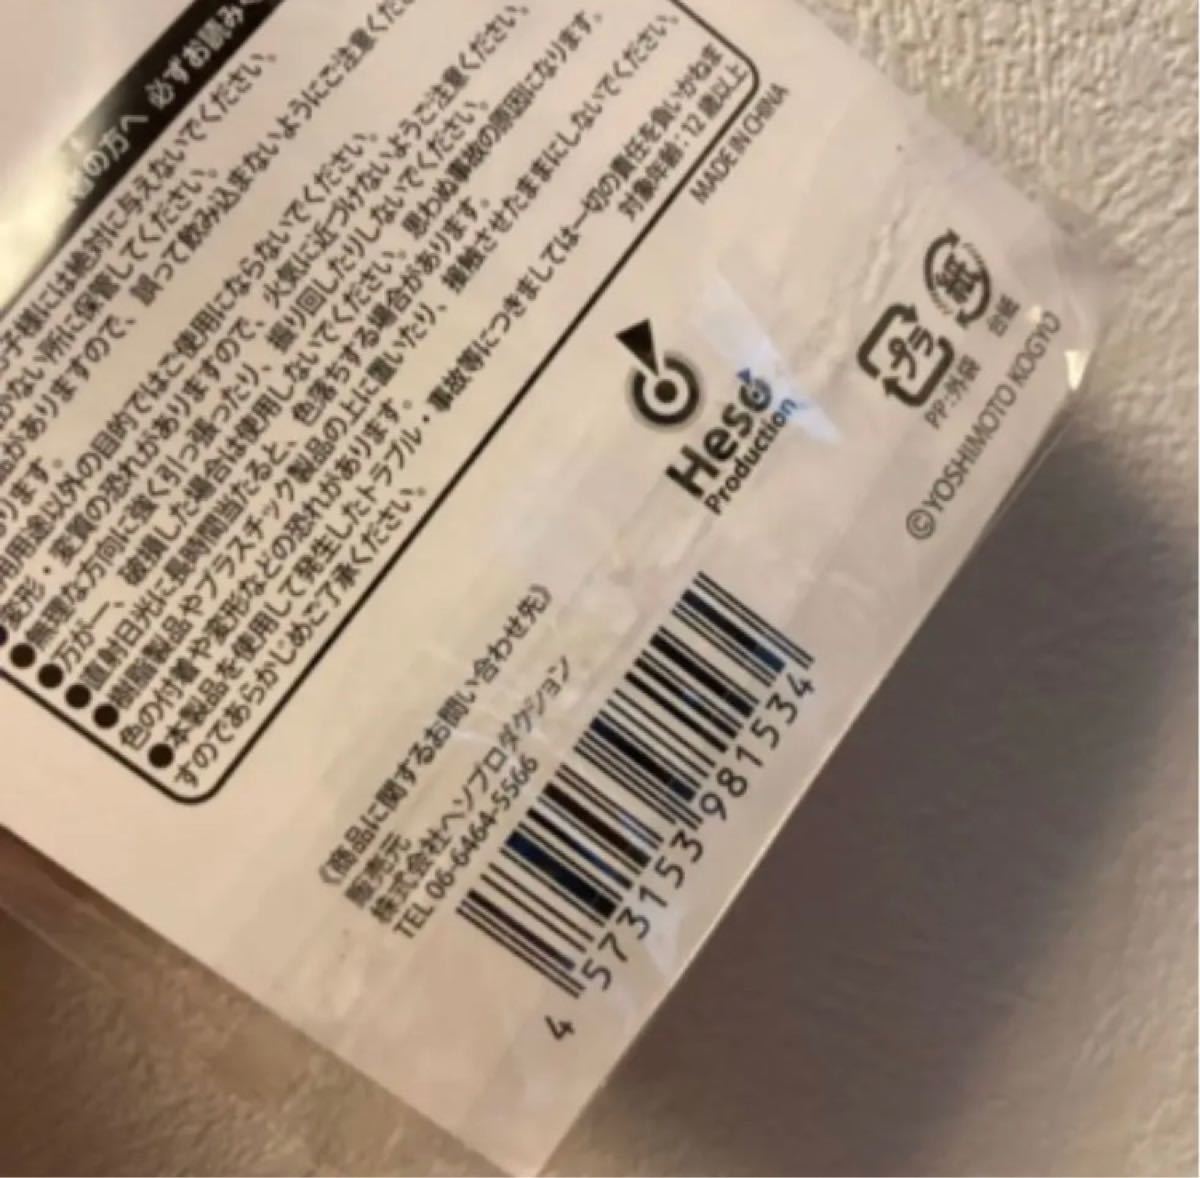 の方へ 必ずお読みく
お子様には絶対に与えないでください。
かない所に保管してください。
がありますので、誤って飲み込まないようにご注意くだ
ります。
用用途以外の目的ではご使用にならないでください。
変形・変質の恐れがありますので、火気に近づけないようご注意ください。
●無理な方向に強く引っ張ったり、振り回したりしないでください。
●万が一、破損した場合は使用しないでください。思わぬ事故の原因になります。
●直射日光に長時間当たると、色落ちする場合があります。
●樹脂製品やプラスチック製品の上に置いたり、接触させたままにしないでください。
色の付着や変形などの恐れがあります。
●本製品を使用して発生したトラブル・事故等につきましては一切の責任を負いかねま
すのであらかじめご了承ください。
対象年齢:12 歳以上
MADE IN CHINA
Heso
Production
プラ
PP:外袋
紙
台紙
©YOSHIMOTO KOGYO
《商品に関するお問い合わせ先》
販売元
株式会社ヘソプロダクション
TEL 06-6464-5566
4 573153 981534